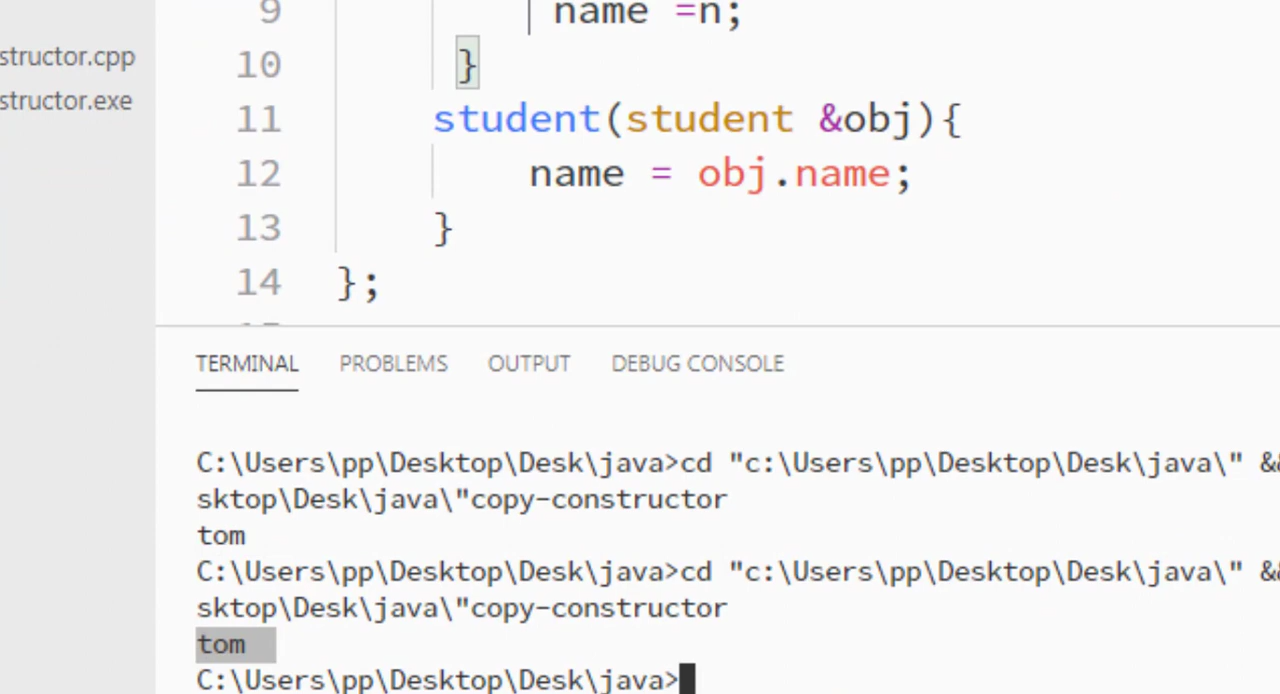 9 name =n;
structor.cpp
10 }
structor.exe
11 student(student &obj){
12 name = obj.name;
13 }
14 };
TERMINAL PROBLEMS OUTPUT DEBUG CONSOLE
C:\Users\pp\Desktop\Desk\java>cd "c:\Users\pp\Desktop\Desk\java\" &&
sktop\Desk\java\"copy-constructor
tom
C:\Users\pp\Desktop\Desk\java>cd "c:\Users\pp\Desktop\Desk\java\" &&
sktop\Desk\java\"copy-constructor
tom
C:\Users\pp\Desktop\Desk\java>